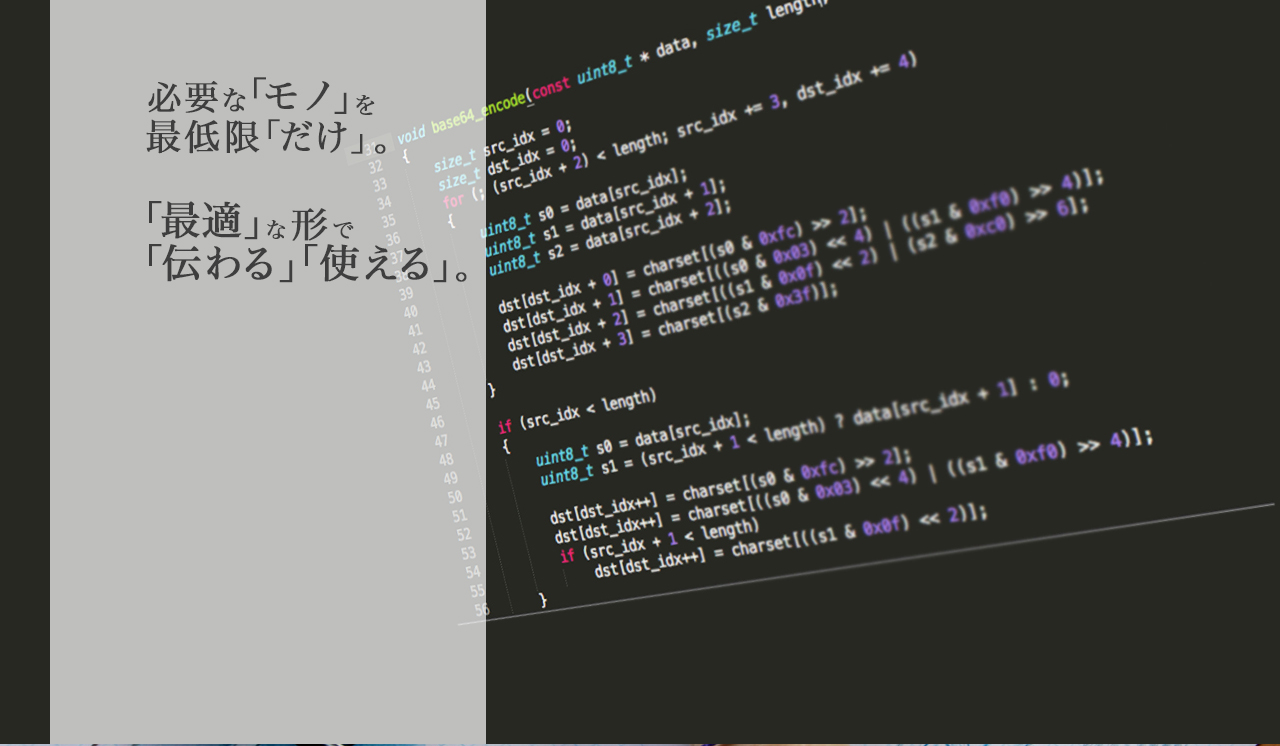 必要な「モノ」を
最低限「だけ」。
「最適」な形で
「伝わる」「使える」。
31 void base64_encode(const uint8_t * data, size_t length,
32 {
33 size_t src_idx = 0;
34 size_t dst_idx = 0;
35 for (; (src_idx + 2) < length; src_idx += 3, dst_idx += 4)
36 {
37 uint8_t s0 = data[src_idx];
38 uint8_t s1 = data[src_idx + 1];
39 uint8_t s2 = data[src_idx + 2];
40
41 dst[dst_idx + 0] = charset[(s0 & 0xfc) >> 2];
42 dst[dst_idx + 1] = charset[((s0 & 0x03) << 4) | ((s1 & 0xf0) >> 4)];
43 dst[dst_idx + 2] = charset[((s1 & 0x0f) << 2) | (s2 & 0xc0) >> 6];
44 dst[dst_idx + 3] = charset[(s2 & 0x3f)];
45 }
46
47 if (src_idx < length)
48 {
49 uint8_t s0 = data[src_idx];
50 uint8_t s1 = (src_idx + 1 < length) ? data[src_idx + 1] : 0;
51
52 dst[dst_idx++] = charset[(s0 & 0xfc) >> 2];
53 dst[dst_idx++] = charset[((s0 & 0x03) << 4) | ((s1 & 0xf0) >> 4)];
54 if (src_idx + 1 < length)
55 dst[dst_idx++] = charset[((s1 & 0x0f) << 2)];
56 }